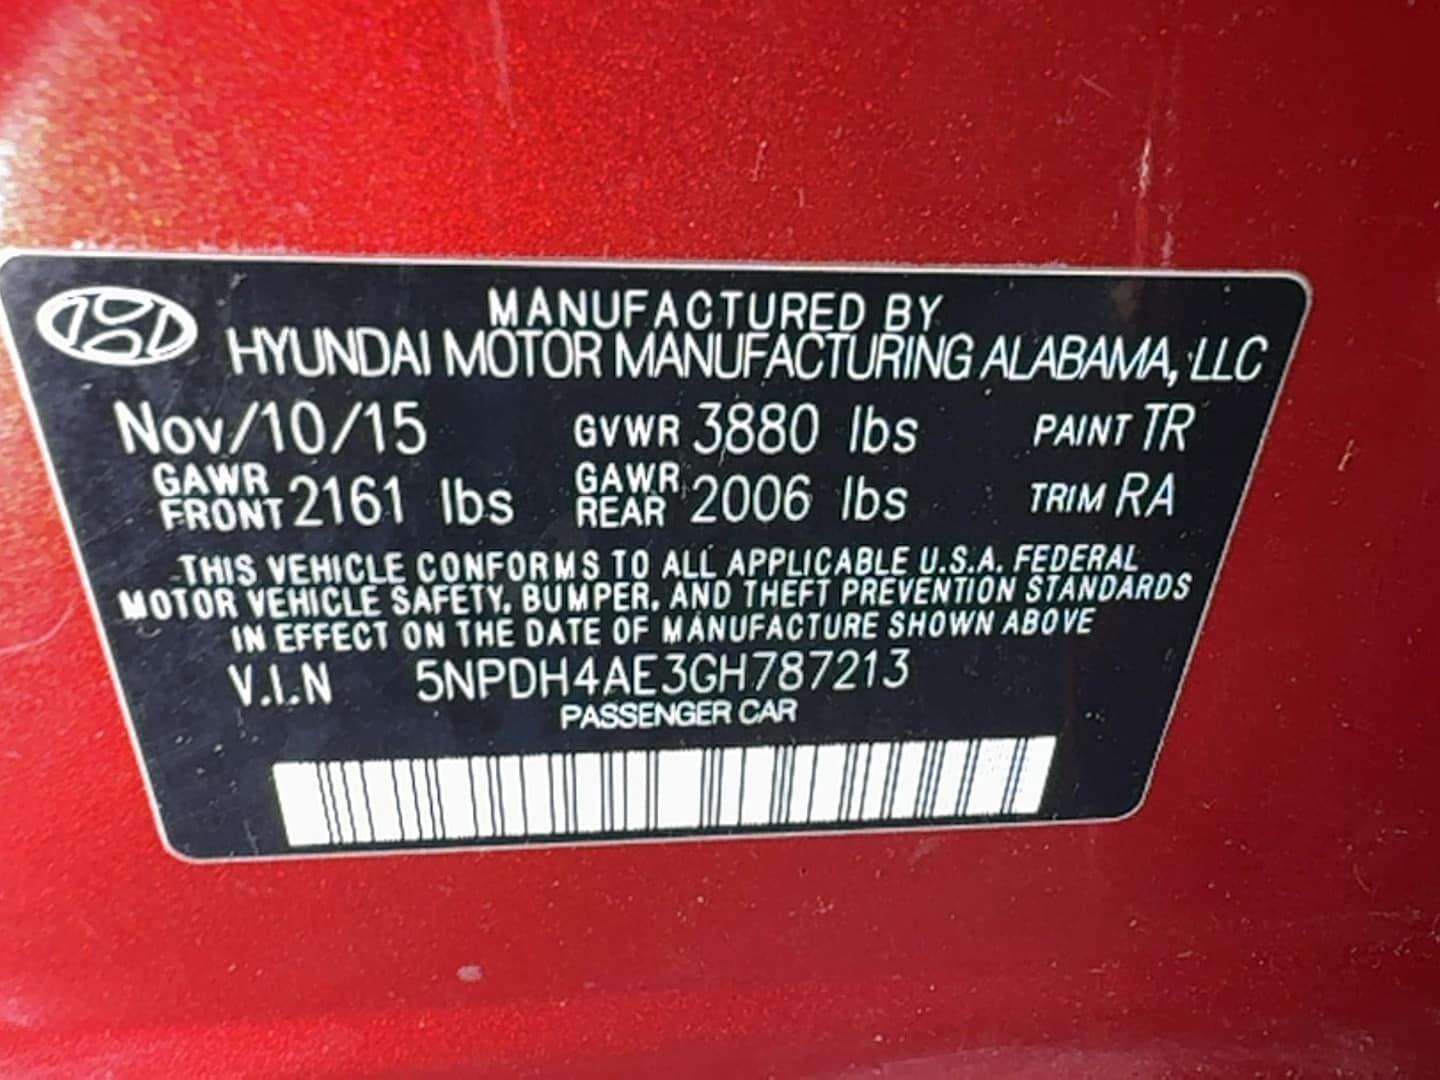 MANUFACTURED BY
HYUNDAI MOTOR MANUFACTURING ALABAMA, LLC
Nov/10/15 GVWR 3880 lbs PAINT TR
GAWR FRONT 2161 lbs GAWR REAR 2006 lbs TRIM RA
THIS VEHICLE CONFORMS TO ALL APPLICABLE U.S.A. FEDERAL
MOTOR VEHICLE SAFETY, BUMPER, AND THEFT PREVENTION STANDARDS
IN EFFECT ON THE DATE OF MANUFACTURE SHOWN ABOVE
V.I.N 5NPDH4AE3GH787213
PASSENGER CAR